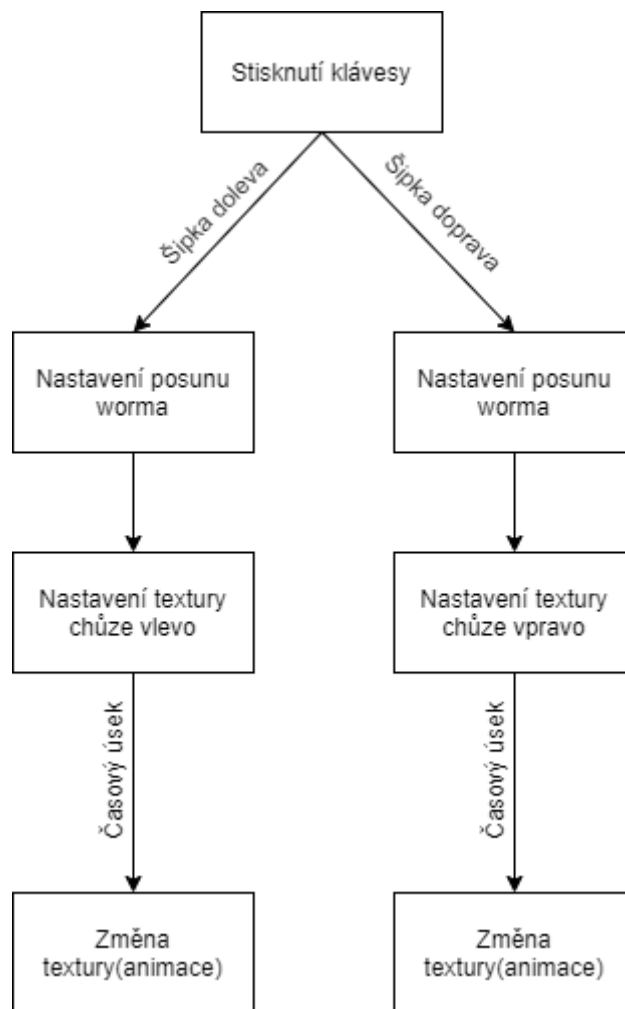 Stisknutí klávesy
Šipka doleva
Šipka doprava
Nastavení posunu
worma
Nastavení posunu
worma
Nastavení textury
chůze vlevo
Nastavení textury
chůze vpravo
Časový úsek
Časový úsek
Změna
textury(animace)
Změna
textury(animace)